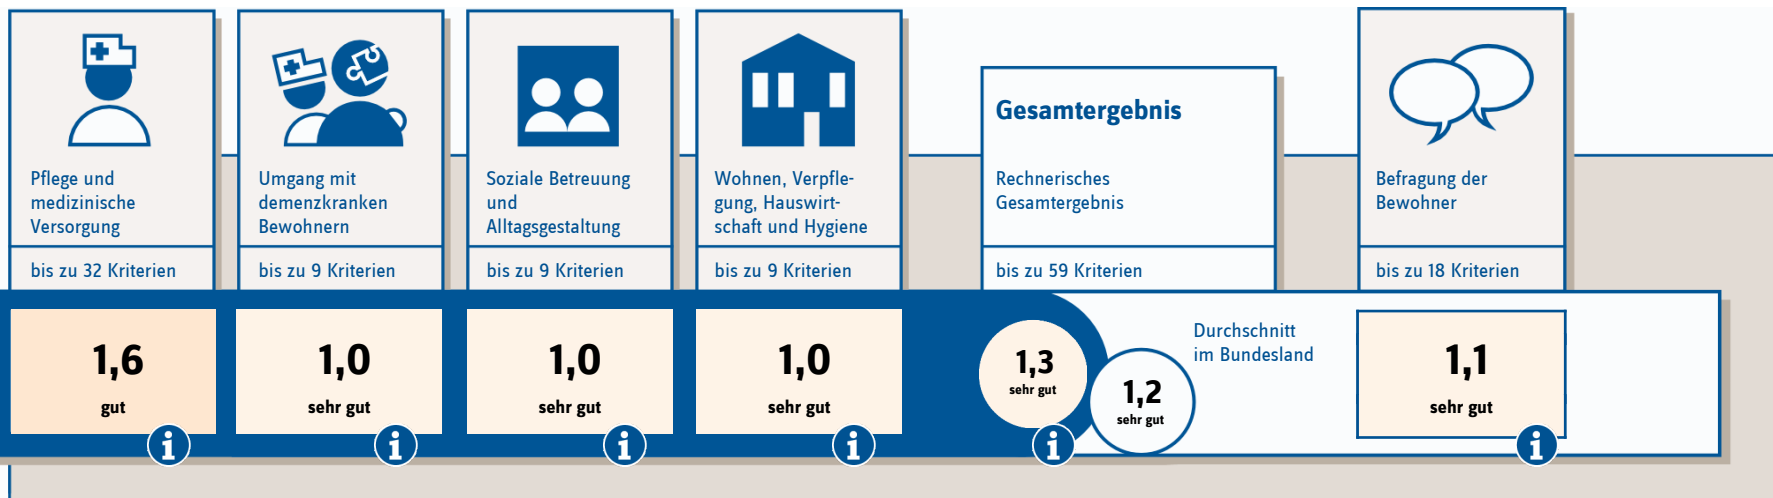 Pflege und
medizinische
Versorgung
bis zu 32 Kriterien
1,6
gut
i
Umgang mit
demenzkranken
Bewohnern
bis zu 9 Kriterien
1,0
sehr gut
i
Soziale Betreuung
und
Alltagsgestaltung
bis zu 9 Kriterien
1,0
sehr gut
i
Wohnen, Verpfle-
gung, Hauswirt-
schaft und Hygiene
bis zu 9 Kriterien
1,0
sehr gut
i
Gesamtergebnis
Rechnerisches
Gesamtergebnis
bis zu 59 Kriterien
1,3
sehr gut
i
1,2
sehr gut
Durchschnitt
im Bundesland
Befragung der
Bewohner
bis zu 18 Kriterien
1,1
sehr gut
i